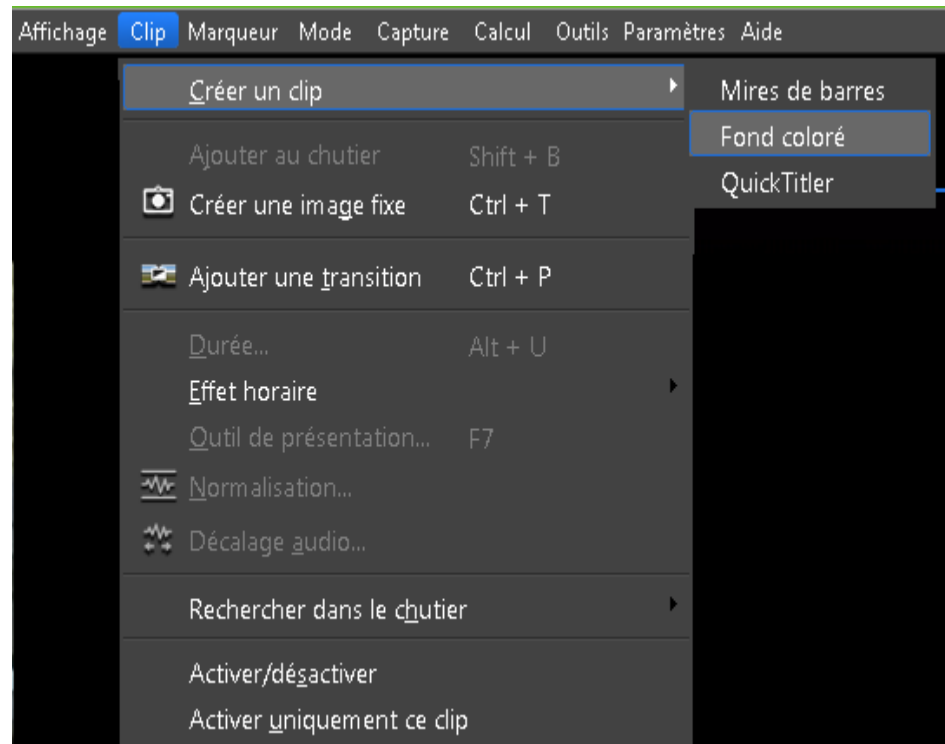 Affichage Clip Marqueur Mode Capture Calcul Outils Paramètres Aide
Créer un clip
Mires de barres
Fond coloré
QuickTitler
Ajouter au chutier Shift + B
Créer une image fixe Ctrl + T
Ajouter une transition Ctrl + P
Durée... Alt + U
Effet horaire
Outil de présentation... F7
Normalisation...
Décalage audio...
Rechercher dans le chutier
Activer/désactiver
Activer uniquement ce clip